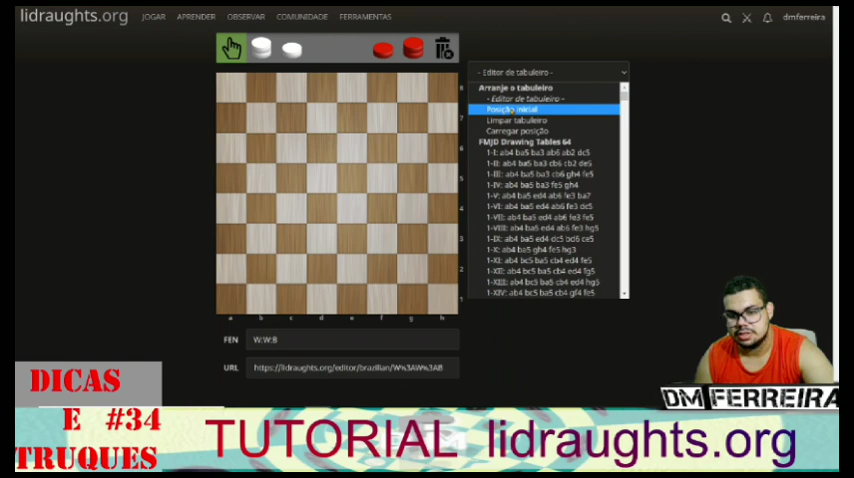 lidraughts.org JOGAR APRENDER OBSERVAR COMUNIDADE FERRAMENTAS dmferreira
- Editor de tabuleiro -
Arranje o tabuleiro
- Editor de tabuleiro -
Posição inicial
Limpar tabuleiro
Carregar posição
FMJD Drawing Tables 64
1-I: ab4 ba5 ba3 ab6 ab2 dc5
1-II: ab4 ba5 ba3 cb6 cb2 de5
1-III: ab4 ba5 ba3 cb6 gh4 fe5
1-IV: ab4 ba5 ba3 fe5 gh4
1-V: ab4 ba5 ed4 ab6 fe3 ba7
1-VI: ab4 ba5 ed4 ab6 fe3 dc5
1-VII: ab4 ba5 ed4 ab6 fe3 fe5
1-VIII: ab4 ba5 ed4 ab6 fe3 hg5
1-IX: ab4 ba5 ed4 dc5 bd6 ce5
1-X: ab4 ba5 gh4 fe5 hg3
1-XI: ab4 bc5 ba5 cb4 ed4 fe5
1-XII: ab4 bc5 ba5 cb4 ed4 fg5
1-XIII: ab4 bc5 ba5 cb4 ed4 hg5
1-XIV: ab4 bc5 ba5 cb4 gf4 fe5
8
7
6
5
4
3
2
1
a b c d e f g h
FEN W:W:B
URL https://lidraughts.org/editor/brazilian/W%3AW%3AB
DICAS
E #34
TRUQUES
DM FERREIRA
TUTORIAL lidraughts.org